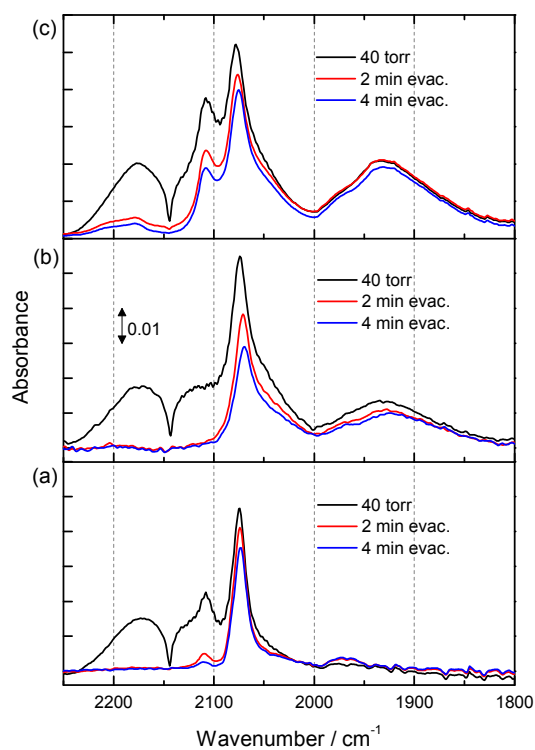 (c)
40 torr
2 min evac.
4 min evac.
(b)
40 torr
2 min evac.
4 min evac.
0.01
Absorbance
(a)
40 torr
2 min evac.
4 min evac.
2200 2100 2000 1900 1800
Wavenumber / cm⁻¹